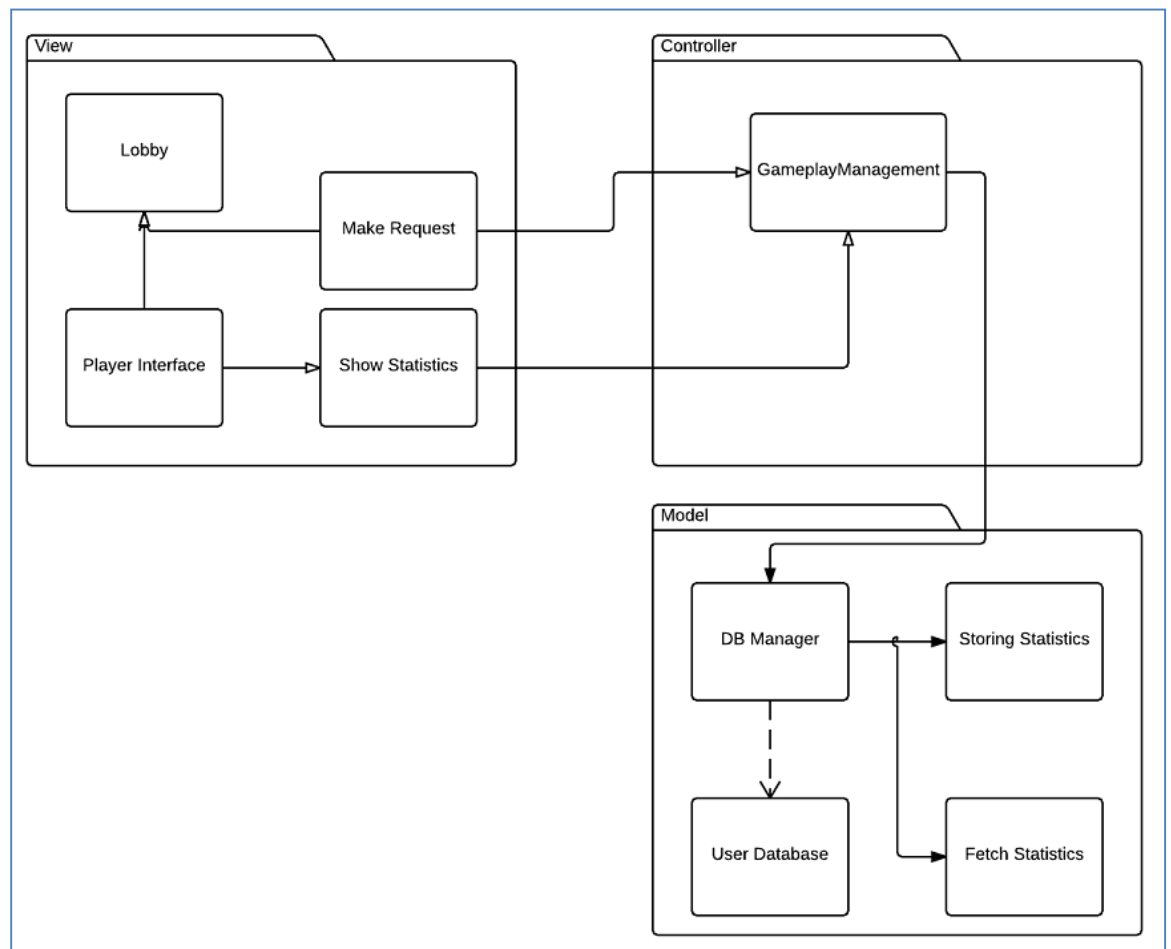 View
Controller
Lobby
GameplayManagement
Make Request
Player Interface
Show Statistics
Model
DB Manager
Storing Statistics
User Database
Fetch Statistics